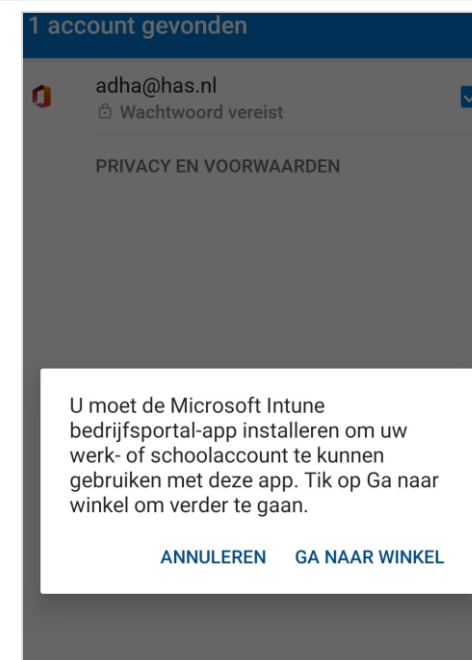 1 account gevonden
adha@has.nl
Wachtwoord vereist
PRIVACY EN VOORWAARDEN
U moet de Microsoft Intune
bedrijfsportal-app installeren om uw
werk- of schoolaccount te kunnen
gebruiken met deze app. Tik op Ga naar
winkel om verder te gaan.
ANNULEREN GA NAAR WINKEL